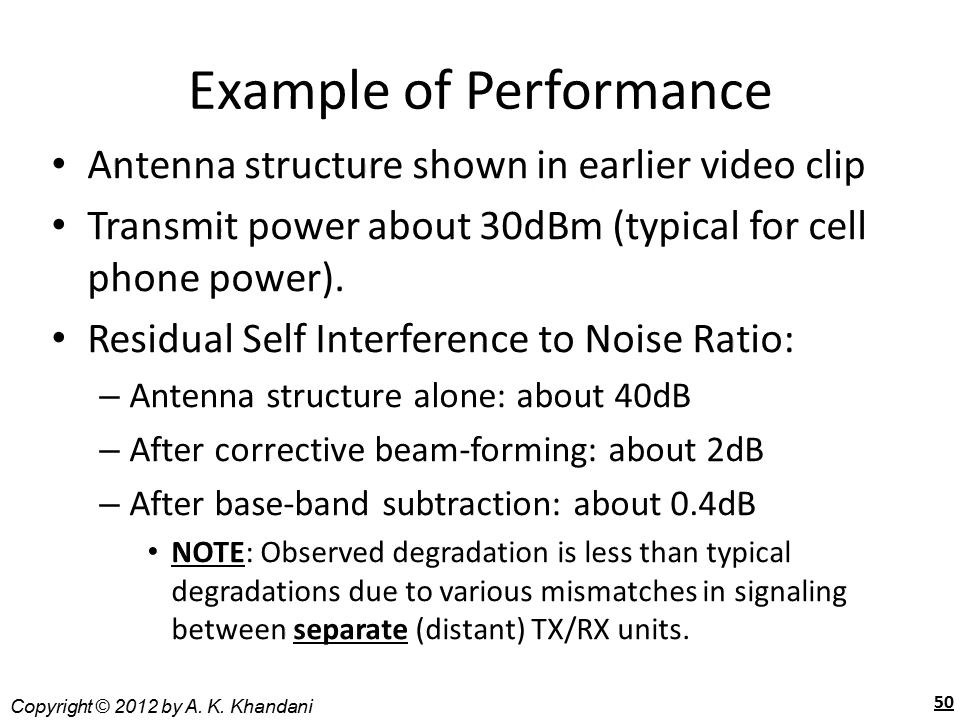 Example of Performance
• Antenna structure shown in earlier video clip
• Transmit power about 30dBm (typical for cell
phone power).
• Residual Self Interference to Noise Ratio:
– Antenna structure alone: about 40dB
– After corrective beam-forming: about 2dB
– After base-band subtraction: about 0.4dB
• NOTE: Observed degradation is less than typical
degradations due to various mismatches in signaling
between separate (distant) TX/RX units.
Copyright © 2012 by A. K. Khandani
50